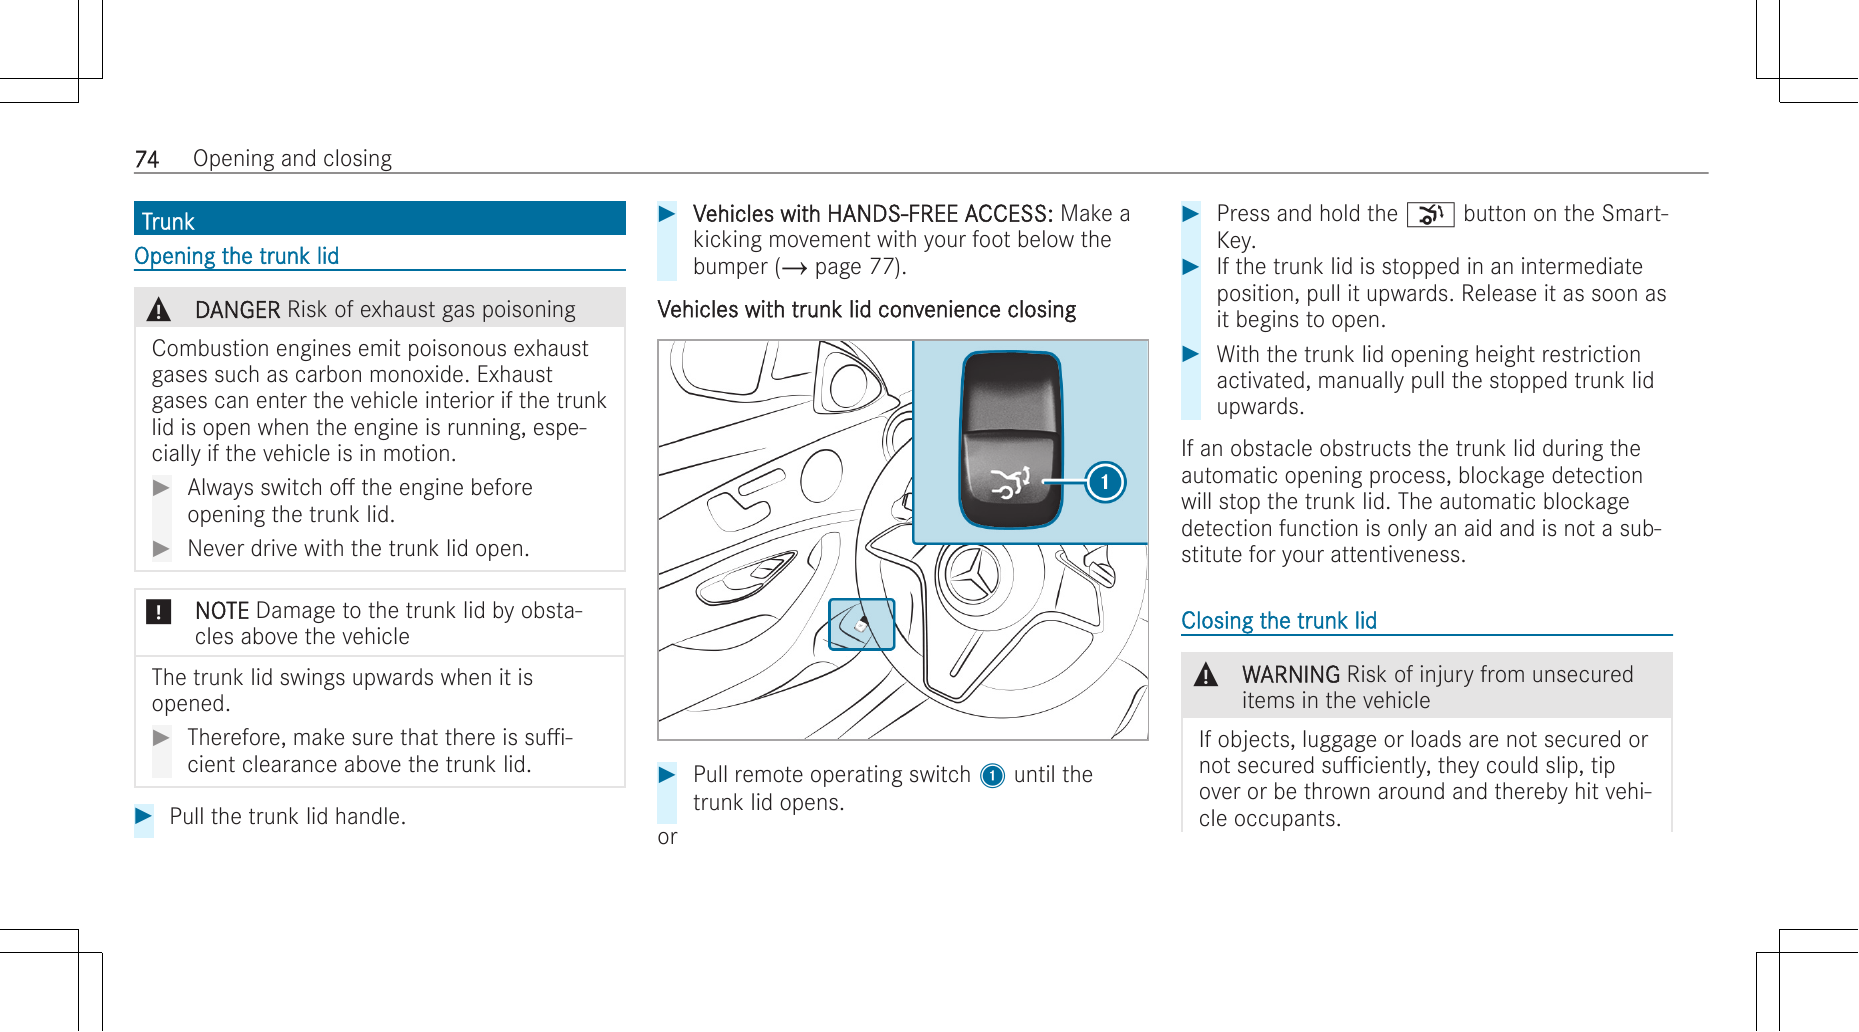 74 Opening and closing
Trunk
Opening the trunk lid
DANGER Risk of exhaust gas poisoning
Combustion engines emit poisonous exhaust
gases such as carbon monoxide. Exhaust
gases can enter the vehicle interior if the trunk
lid is open when the engine is running, espe-
cially if the vehicle is in motion.
▶ Always switch off the engine before
opening the trunk lid.
▶ Never drive with the trunk lid open.
! NOTE Damage to the trunk lid by obsta-
cles above the vehicle
The trunk lid swings upwards when it is
opened.
▶ Therefore, make sure that there is suffi-
cient clearance above the trunk lid.
▶ Pull the trunk lid handle.
▶ Vehicles with HANDS-FREE ACCESS: Make a
kicking movement with your foot below the
bumper (→ page 77).
Vehicles with trunk lid convenience closing
1
▶ Pull remote operating switch 1 until the
trunk lid opens.
or
▶ Press and hold the button on the Smart-
Key.
▶ If the trunk lid is stopped in an intermediate
position, pull it upwards. Release it as soon as
it begins to open.
▶ With the trunk lid opening height restriction
activated, manually pull the stopped trunk lid
upwards.
If an obstacle obstructs the trunk lid during the
automatic opening process, blockage detection
will stop the trunk lid. The automatic blockage
detection function is only an aid and is not a sub-
stitute for your attentiveness.
Closing the trunk lid
WARNING Risk of injury from unsecured
items in the vehicle
If objects, luggage or loads are not secured or
not secured sufficiently, they could slip, tip
over or be thrown around and thereby hit vehi-
cle occupants.